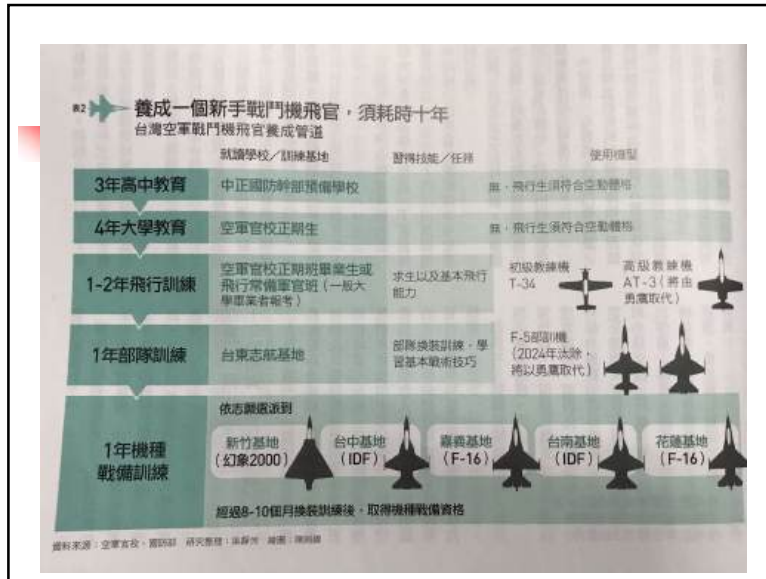 表2 養成一個新手戰鬥機飛官，須耗時十年
台灣空軍戰鬥機飛官養成管道
就讀學校／訓練基地 習得技能／任務 使用機型
3年高中教育 中正國防幹部預備學校 無，飛行生須符合空勤體格
4年大學教育 空軍官校正期生 無，飛行生須符合空勤體格
1-2年飛行訓練
空軍官校正期班畢業生或
飛行常備軍官班（一般大
學畢業者報考）
求生以及基本飛行
能力
初級教練機
T-34
高級教練機
AT-3（將由
勇鷹取代）
1年部隊訓練
台東志航基地
部隊換裝訓練，學
習基本戰術技巧
F-5部訓機
（2024年汰除，
將以勇鷹取代）
1年機種
戰備訓練
依志願選派到
新竹基地
（幻象2000）
台中基地
（IDF）
嘉義基地
（F-16）
台南基地
（IDF）
花蓮基地
（F-16）
經過8-10個月換裝訓練後，取得機種戰備資格
資料來源：空軍官校、國防部 研究整理： 繪圖：